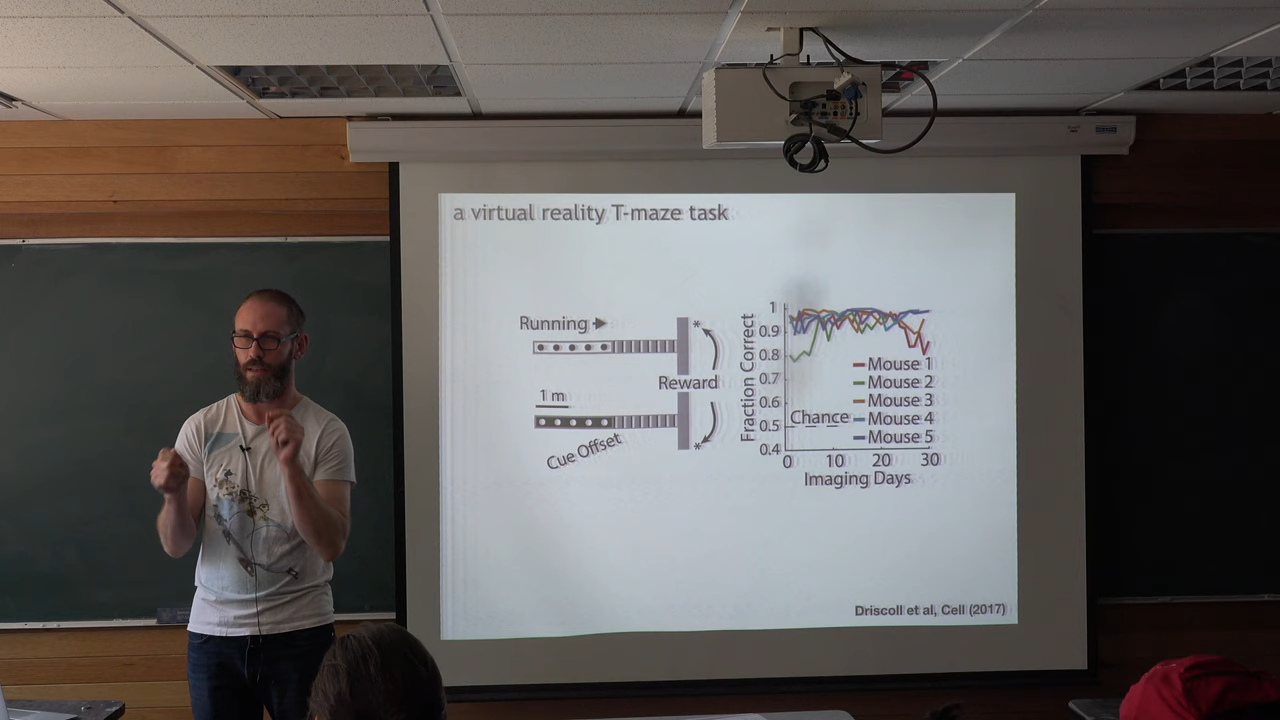 a virtual reality T-maze task
Running
*
Reward
1 m
*
Cue Offset
Fraction Correct
1
0.9
0.8
0.7
0.6
0.5
0.4
Chance
Mouse 1
Mouse 2
Mouse 3
Mouse 4
Mouse 5
0 10 20 30
Imaging Days
Driscoll et al, Cell (2017)